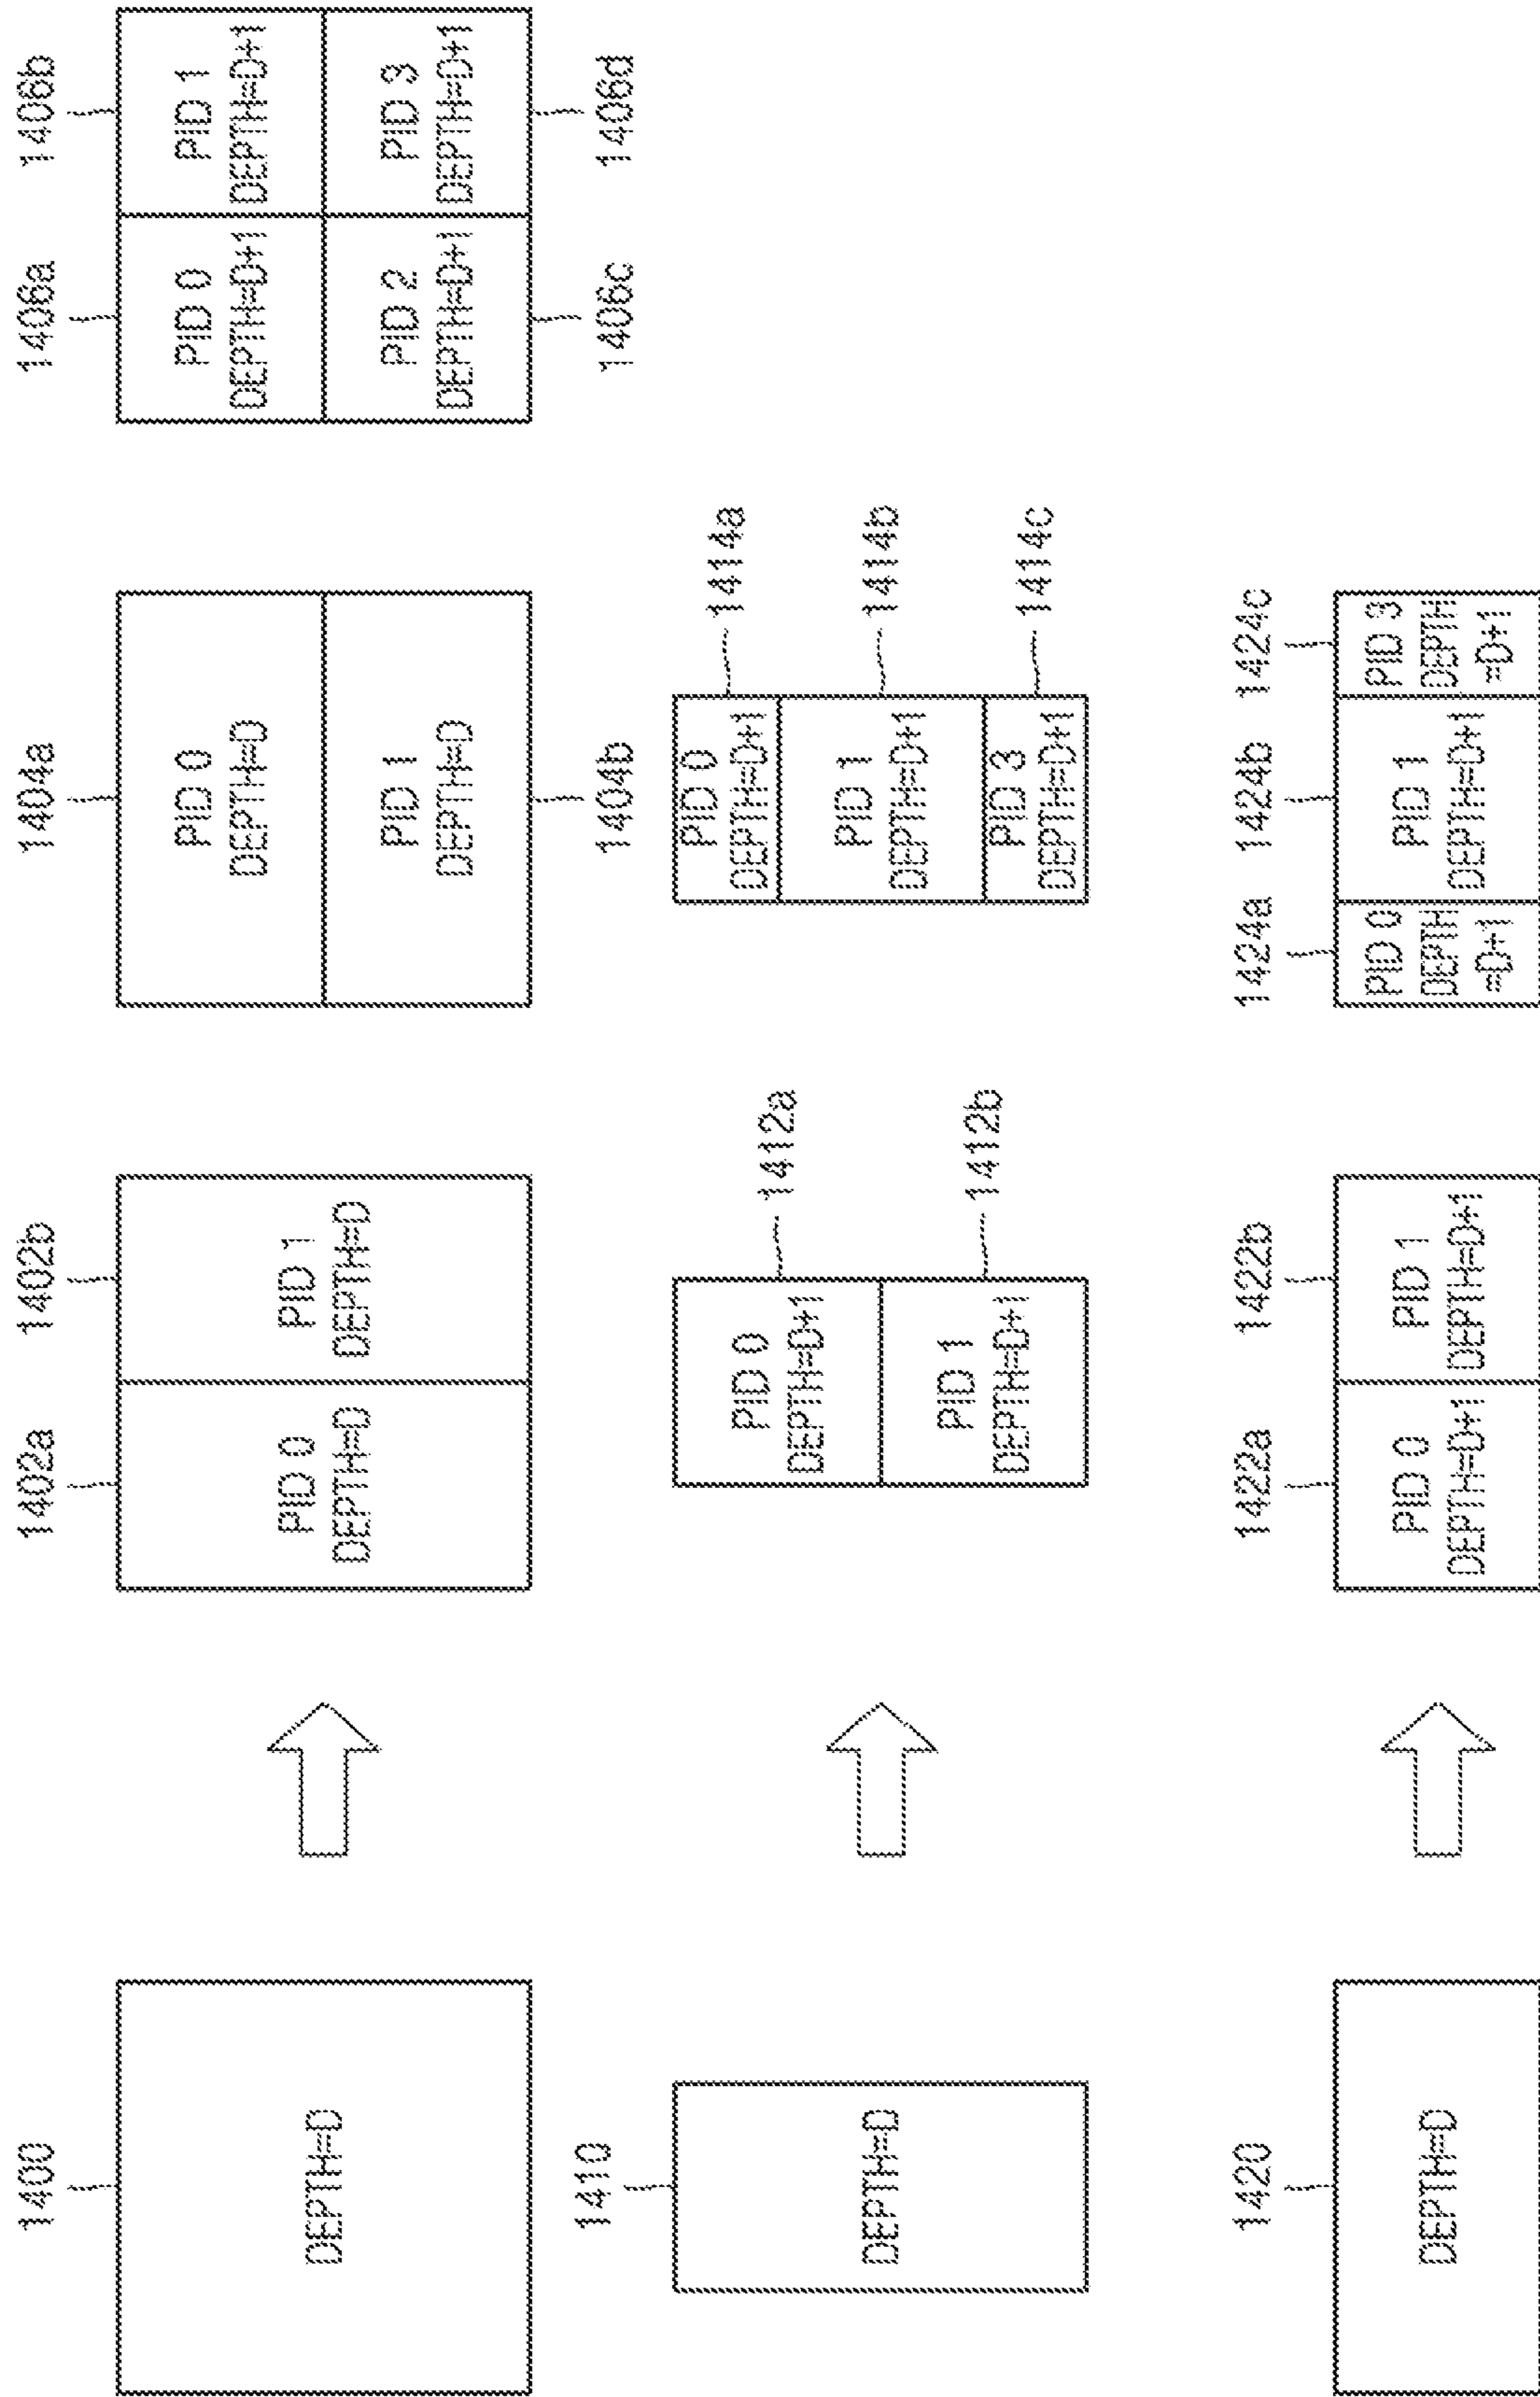 1400
DEPTH=D
1402a
1402b
PID 0
DEPTH=D
PID 1
DEPTH=D
1404a
PID 0
DEPTH=D
PID 1
DEPTH=D
1404b
1406a
1406b
PID 0
DEPTH=D+1
PID 1
DEPTH=D+1
PID 2
DEPTH=D+1
PID 3
DEPTH=D+1
1406c
1406d
1410
DEPTH=D
PID 0
DEPTH=D+1
1412a
PID 1
DEPTH=D+1
1412b
PID 0
DEPTH=D+1
1414a
PID 1
DEPTH=D+1
1414b
PID 3
DEPTH=D+1
1414c
1420
DEPTH=D
1422a
1422b
PID 0
DEPTH=D+1
PID 1
DEPTH=D+1
1424a
1424b
1424c
PID 0
DEPTH
=D+1
PID 1
DEPTH=D+1
PID 3
DEPTH
=D+1